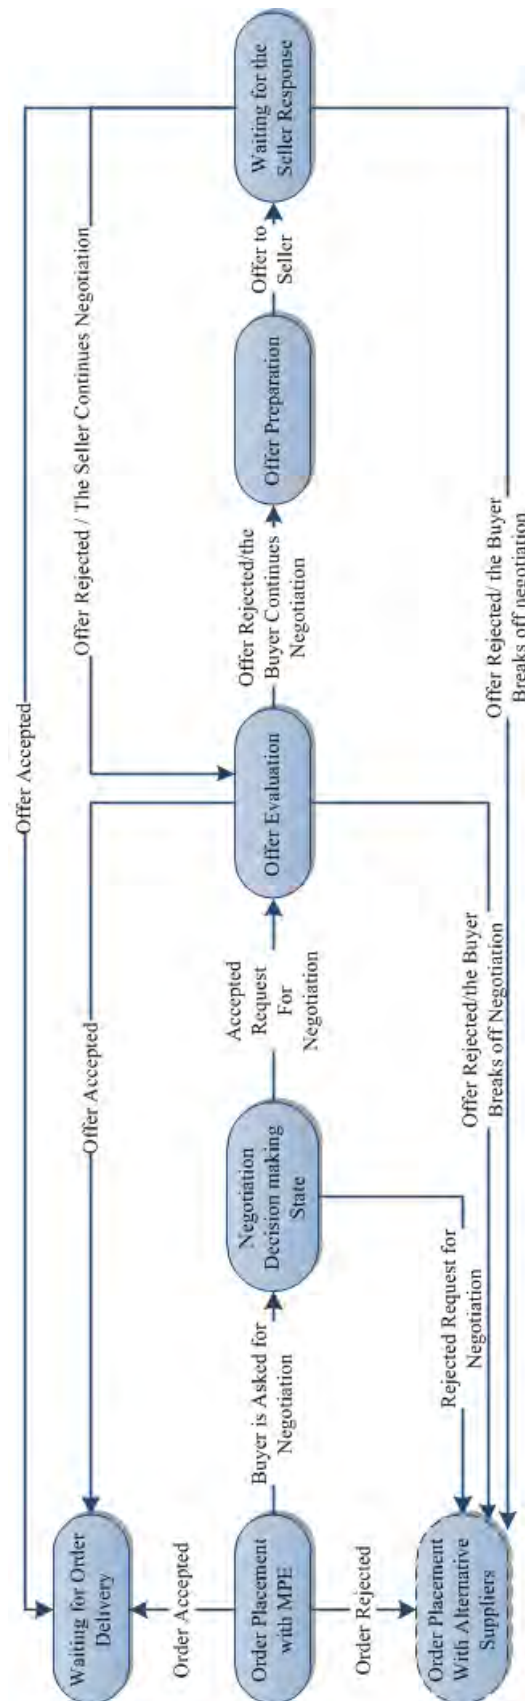 Offer Accepted
Offer Rejected / The Seller Continues Negotiation
Offer Accepted
Waiting for Order
Delivery
Order Accepted
Order Placement
with MPE
Buyer is Asked for
Negotiation
Negotiation
Decision making
State
Accepted
Request
For
Negotiation
Offer Evaluation
Offer Rejected/the
Buyer Continues
Negotiation
Offer Preparation
Offer to
Seller
Waiting for the
Seller Response
Order Rejected
Order Placement
With Alternative
Suppliers
Rejected Request for
Negotiation
Offer Rejected/the Buyer
Breaks off Negotiation
Offer Rejected/ the Buyer
Breaks off negotiation